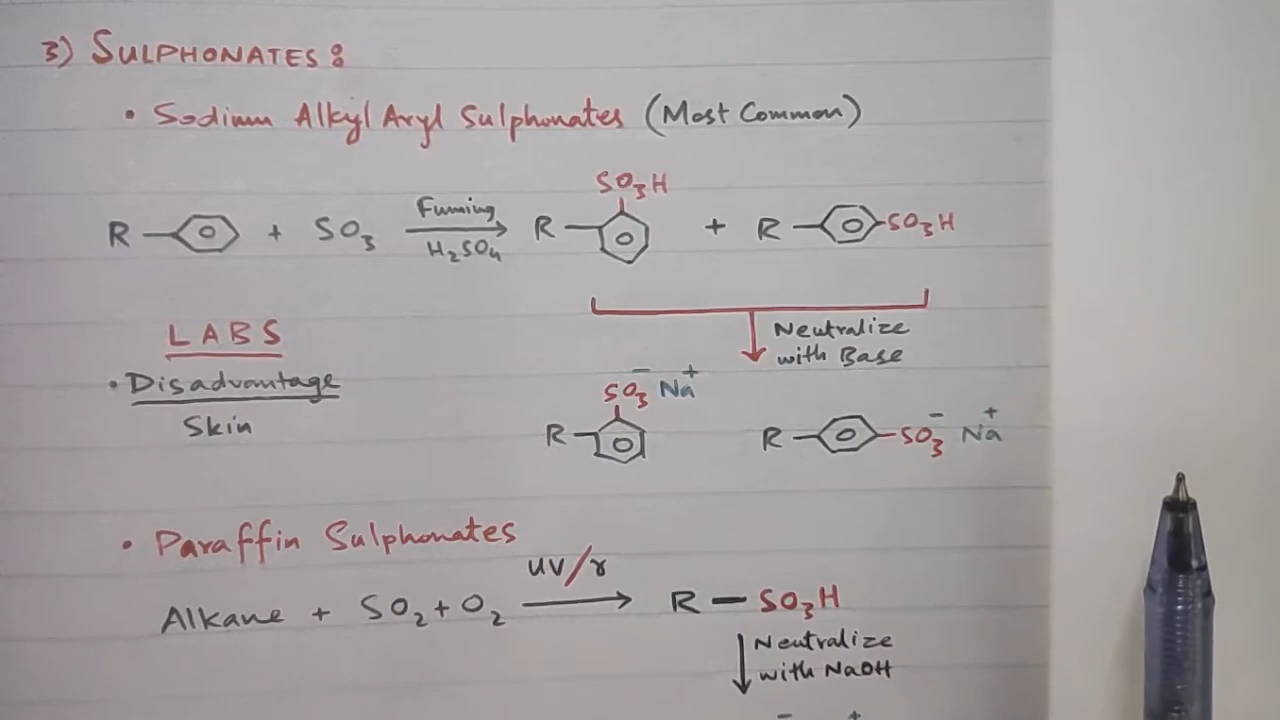 3) SULPHONATES:
• Sodium Alkyl Aryl Sulphonates (Most Common)
SO3H
R + SO3 Fuming H2SO4 R + R SO3H
LABS
Neutralize
with Base
• Disadvantage
Skin
SO3⁻ Na⁺
R R SO3⁻ Na⁺
• Paraffin Sulphonates
UV/γ
Alkane + SO2 + O2 R – SO3H
Neutralize
with NaOH
− +